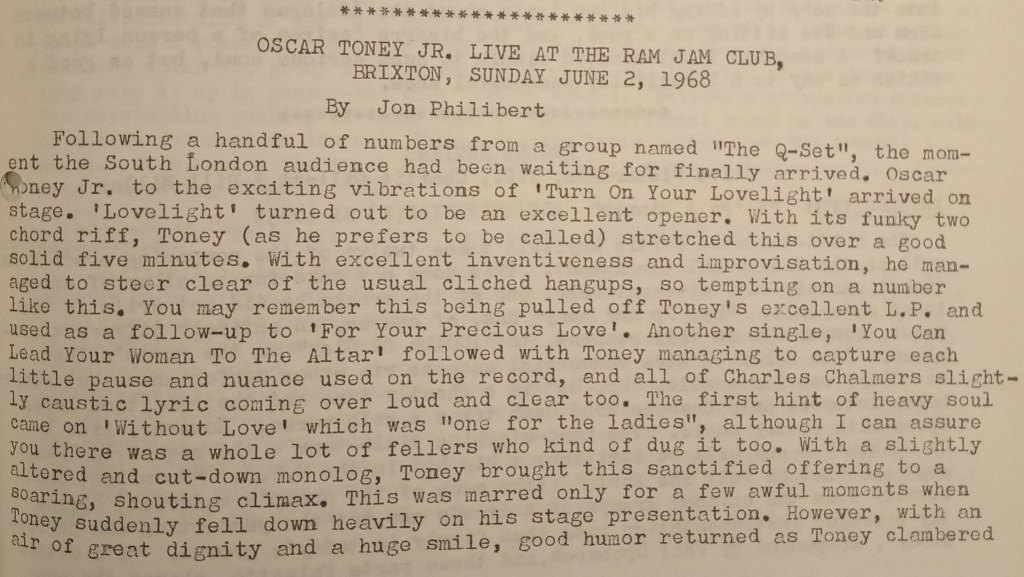 **********************
OSCAR TONEY JR. LIVE AT THE RAM JAM CLUB,
BRIXTON, SUNDAY JUNE 2, 1968
By Jon Philibert
Following a handful of numbers from a group named "The Q-Set", the mom-
ent the South London audience had been waiting for finally arrived. Oscar
Toney Jr. to the exciting vibrations of 'Turn On Your Lovelight' arrived on
stage. 'Lovelight' turned out to be an excellent opener. With its funky two
chord riff, Toney (as he prefers to be called) stretched this over a good
solid five minutes. With excellent inventiveness and improvisation, he man-
aged to steer clear of the usual cliched hangups, so tempting on a number
like this. You may remember this being pulled off Toney's excellent L.P. and
used as a follow-up to 'For Your Precious Love'. Another single, 'You Can
Lead Your Woman To The Altar' followed with Toney managing to capture each
little pause and nuance used on the record, and all of Charles Chalmers slight-
ly caustic lyric coming over loud and clear too. The first hint of heavy soul
came on 'Without Love' which was "one for the ladies", although I can assure
you there was a whole lot of fellers who kind of dug it too. With a slightly
altered and cut-down monolog, Toney brought this sanctified offering to a
soaring, shouting climax. This was marred only for a few awful moments when
Toney suddenly fell down heavily on his stage presentation. However, with an
air of great dignity and a huge smile, good humor returned as Toney clambered